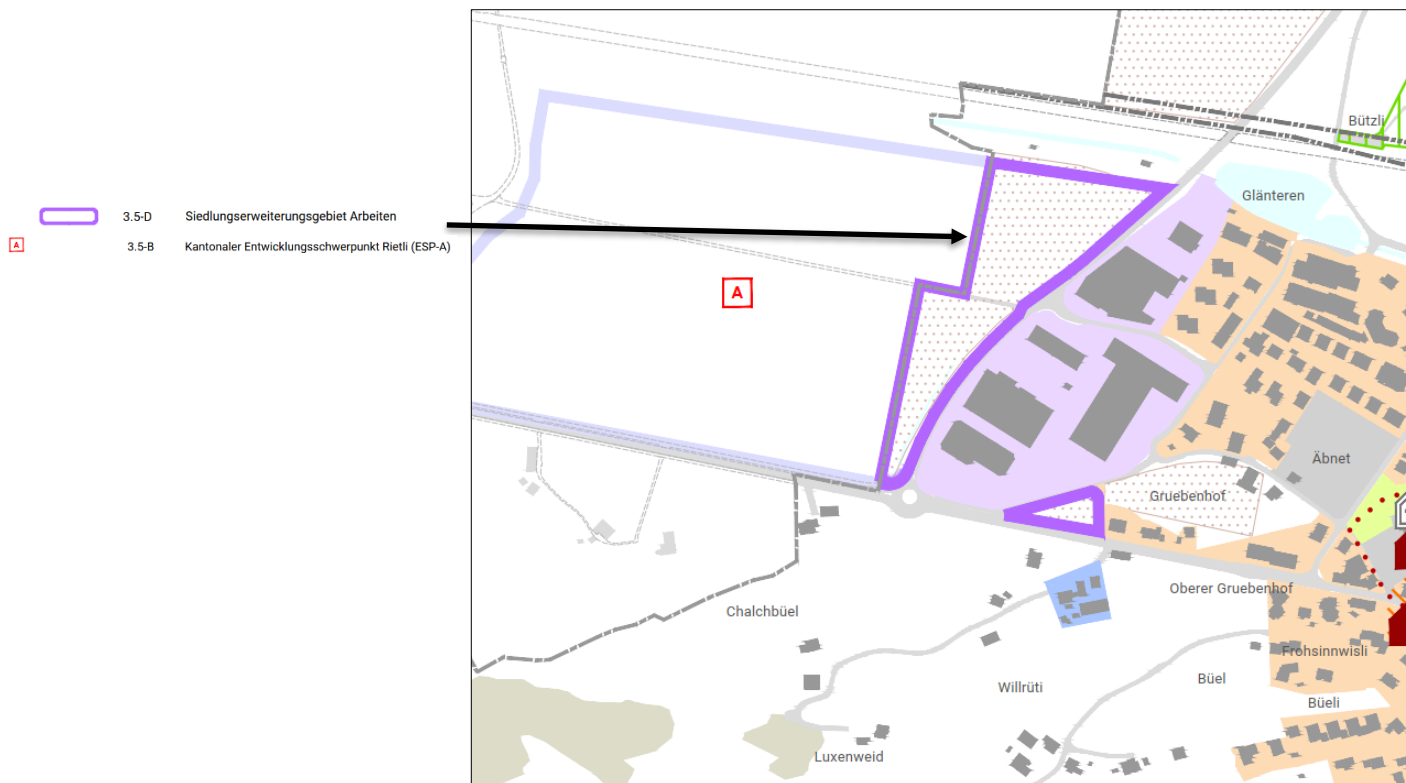 3.5-D Siedlungserweiterungsgebiet Arbeiten
A 3.5-B Kantonaler Entwicklungsschwerpunkt Rietli (ESP-A)
Bützli
Glänteren
A
Äbnet
Gruebenhof
Oberer Gruebenhof
Chalchbüel
Frohsinnwisli
Büel
Willrüti
Büeli
Luxenweid